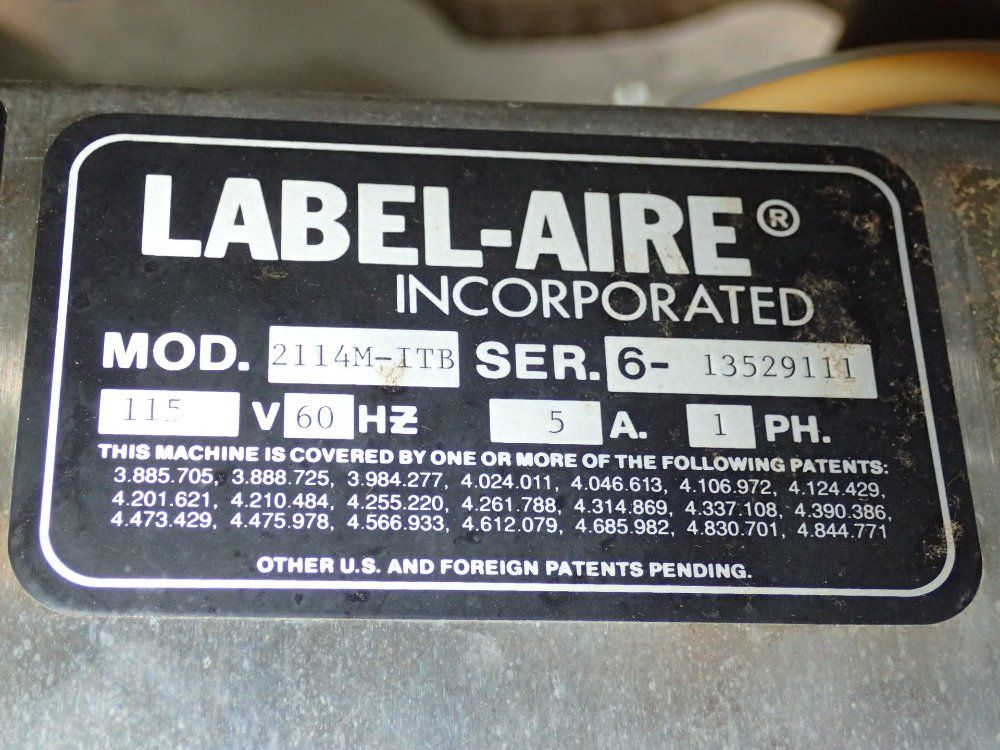 LABEL-AIRE®
INCORPORATED
MOD. 2114M-ITB SER. 6- 13529111
115 V 60 HZ 5 A. 1 PH.
THIS MACHINE IS COVERED BY ONE OR MORE OF THE FOLLOWING PATENTS:
3.885.705, 3.888.725, 3.984.277, 4.024.011, 4.046.613, 4.106.972, 4.124.429,
4.201.621, 4.210.484, 4.255.220, 4.261.788, 4.314.869, 4.337.108, 4.390.386,
4.473.429, 4.475.978, 4.566.933, 4.612.079, 4.685.982, 4.830.701, 4.844.771
OTHER U.S. AND FOREIGN PATENTS PENDING.